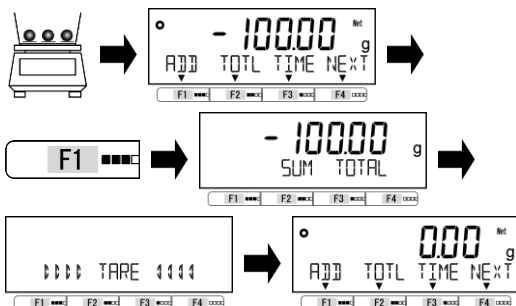 - 100.00 Net
g
ADD TOTL TIME NEXT
F1 F2 F3 F4
F1
- 100.00 g
SUM TOTAL
F1 F2 F3 F4
TARE
F1 F2 F3 F4
0.00 Net
g
ADD TOTL TIME NEXT
F1 F2 F3 F4